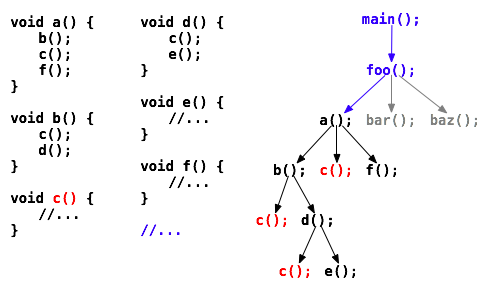 void a() {
b();
c();
f();
}
void b() {
c();
d();
}
void c() {
//...
}
void d() {
c();
e();
}
void e() {
//...
}
void f() {
//...
}
//...
main();
foo();
a(); bar(); baz();
b(); c(); f();
c(); d();
c(); e();